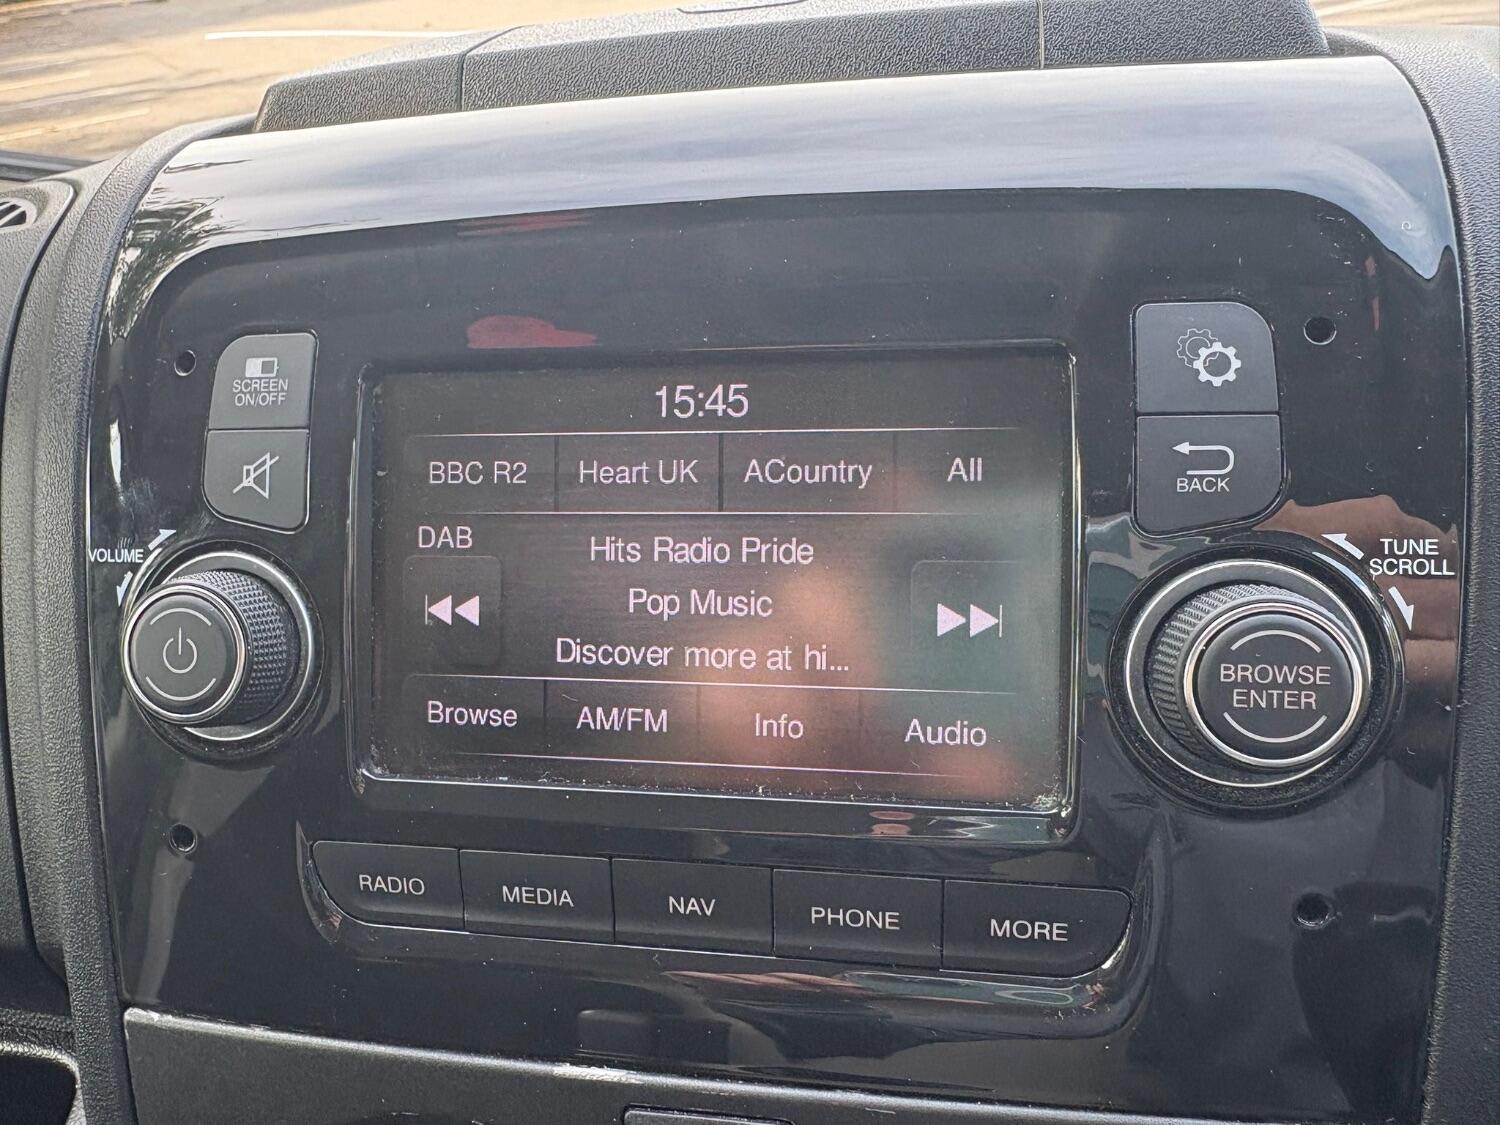 15:45
BBC R2 Heart UK ACountry All
DAB
Hits Radio Pride
Pop Music
Discover more at hi...
Browse AM/FM Info Audio
SCREEN
ON/OFF
VOLUME
BACK
TUNE
SCROLL
BROWSE
ENTER
RADIO MEDIA NAV PHONE MORE